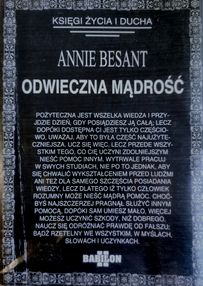 KSIĘGI ŻYCIA I DUCHA
ANNIE BESANT
ODWIECZNA MĄDROŚĆ
POŻYTECZNA JEST WSZELKA WIEDZA I PRZY-
JDZIE DZIEŃ, GDY POSIĄDZIESZ JĄ CAŁĄ; LECZ
DOPÓKI DOSTĘPNA CI JEST TYLKO CZĘŚCIO-
WO, UWAŻAJ, ABY TO BYŁA CZĘŚĆ NAJUŻYTE-
CZNIEJSZA. UCZ SIĘ WIĘC, LECZ PRZEDE WSZY-
STKIM TEGO, CO CIĘ UCZYNI ZDOLNIEJSZYM
NIEŚĆ POMOC INNYM. WYTRWALE PRACUJ
W SWYCH STUDIACH, NIE PO TO JEDNAK, ABY
SIĘ CHWALIĆ WYKSZTAŁCENIEM PRZED LUDŹMI
ANI TEŻ DLA SAMEGO SZCZĘŚCIA POSIADANIA
WIEDZY, LECZ DLATEGO IŻ TYLKO CZŁOWIEK
ROZUMNY MOŻE NIEŚĆ MĄDRĄ POMOC. CHOĆ-
BYŚ NAJSZCZERZEJ PRAGNĄŁ SŁUŻYĆ INNYM
POMOCĄ, DOPÓKI SAM UMIESZ MAŁO, WIĘCEJ
MOŻESZ UCZYNIĆ SZKODY, NIŻ DOBREGO,
NAUCZ SIĘ ODRÓŻNIAĆ PRAWDĘ OD FAŁSZU,
BĄDŹ RZETELNY WE WSZYSTKIM, W MYŚLACH,
SŁOWACH I UCZYNKACH.
BABILON